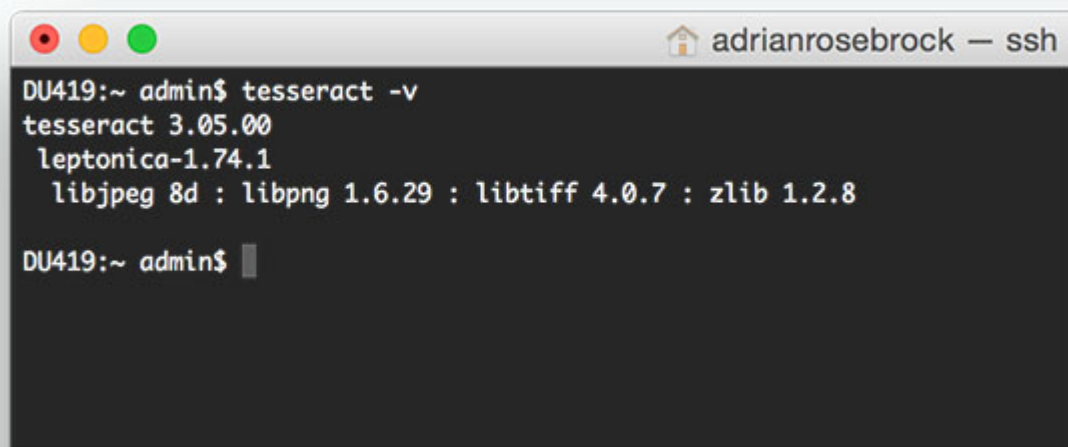 adrianrosebrock — ssh
DU419:~ admin$ tesseract -v
tesseract 3.05.00
leptonica-1.74.1
libjpeg 8d : libpng 1.6.29 : libtiff 4.0.7 : zlib 1.2.8
DU419:~ admin$